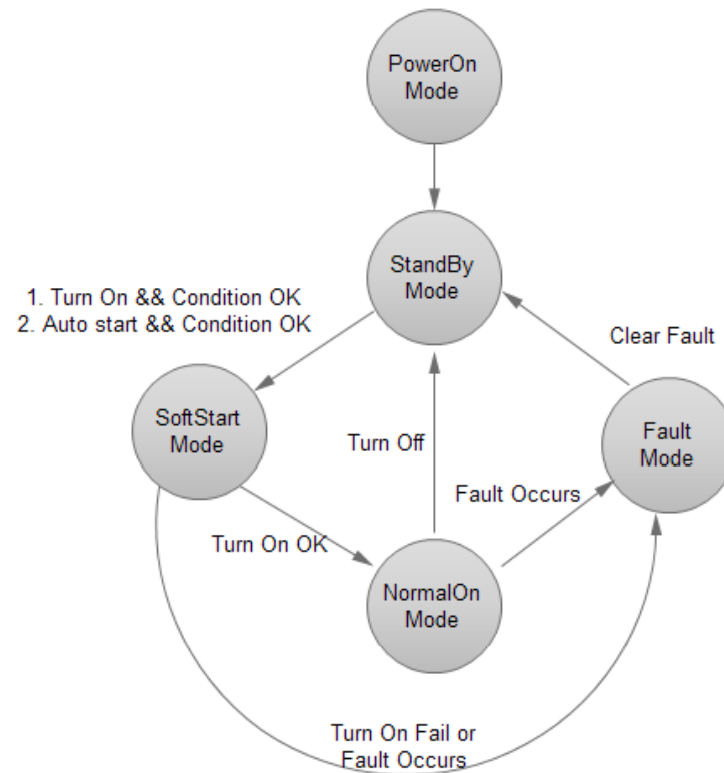 PowerOn
Mode
StandBy
Mode
1. Turn On && Condition OK
2. Auto start && Condition OK
Clear Fault
SoftStart
Mode
Fault
Mode
Turn Off
Fault Occurs
Turn On OK
NormalOn
Mode
Turn On Fail or
Fault Occurs